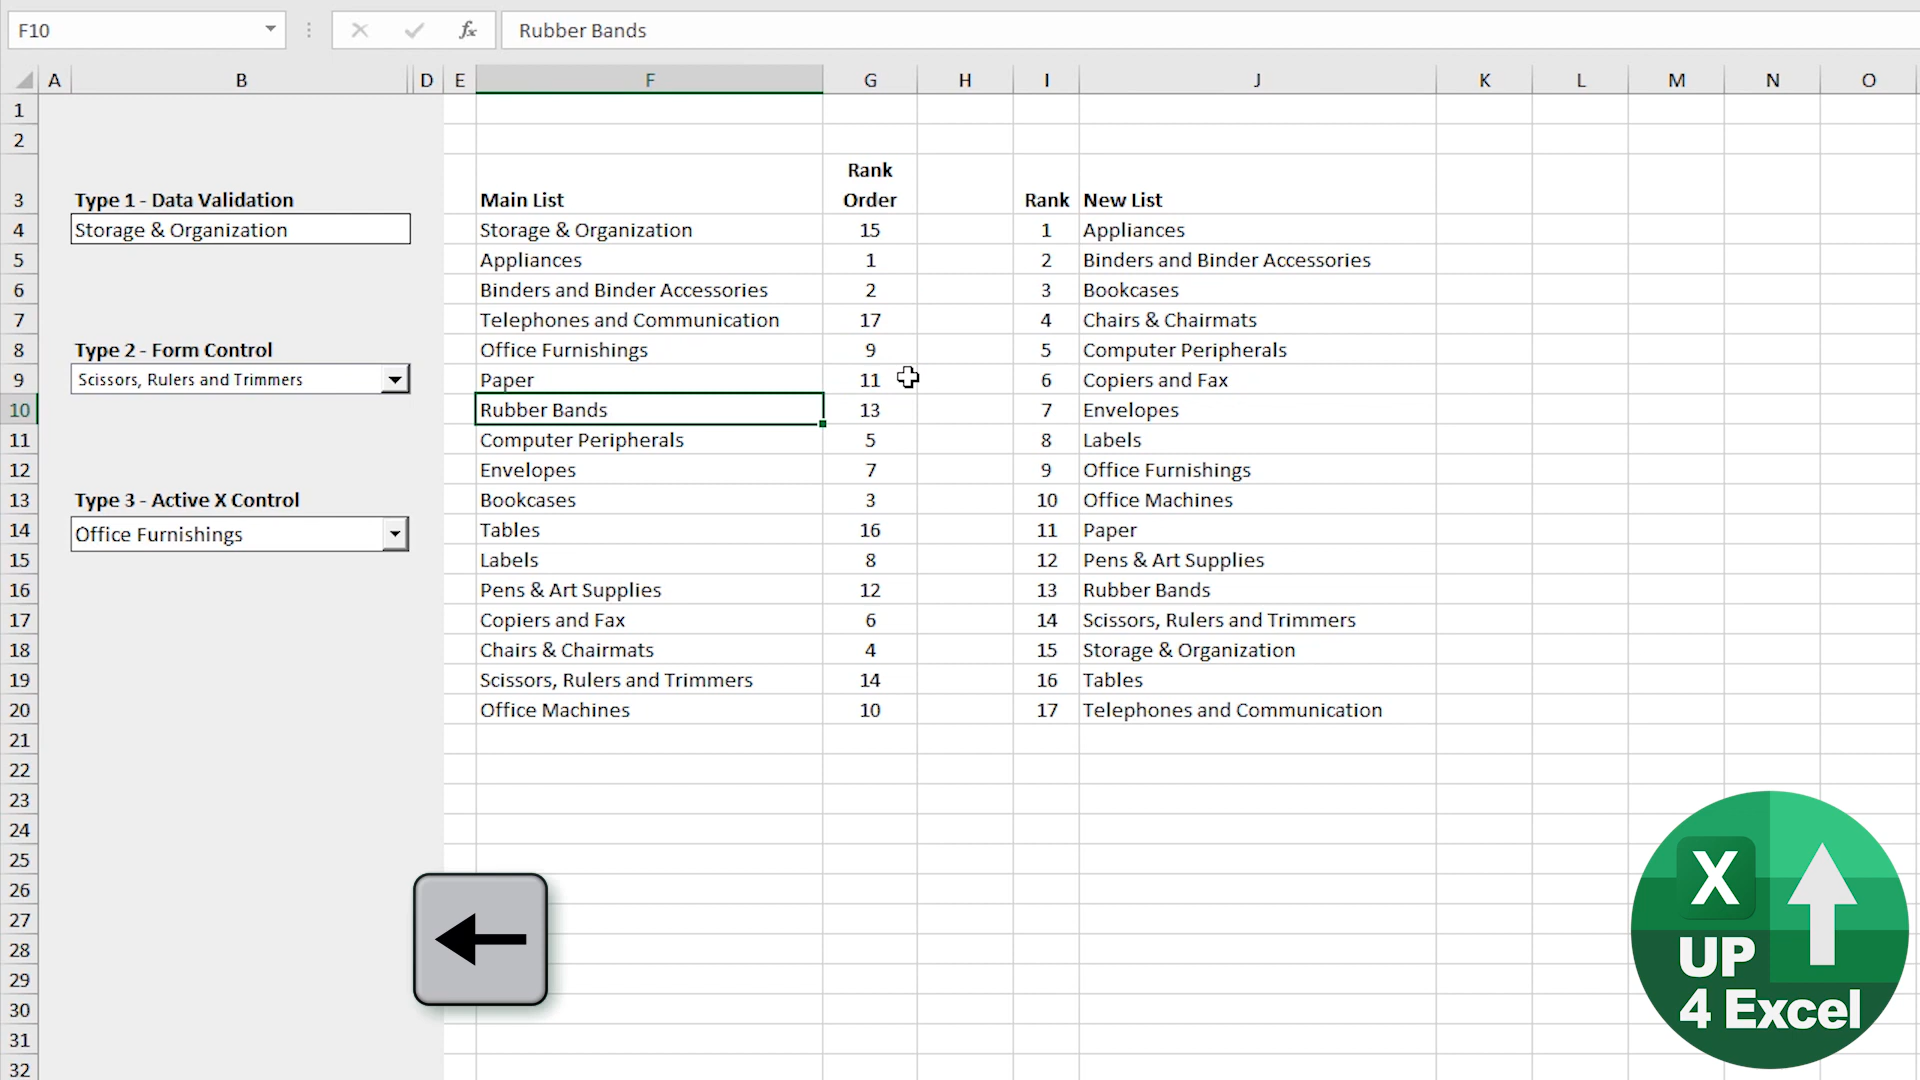 F10 fx Rubber Bands
A B D E F G H I J K L M N O
1
2
Rank
3 Type 1 - Data Validation Main List Order Rank New List
4 Storage & Organization Storage & Organization 15 1 Appliances
5 Appliances 1 2 Binders and Binder Accessories
6 Binders and Binder Accessories 2 3 Bookcases
7 Telephones and Communication 17 4 Chairs & Chairmats
8 Type 2 - Form Control Office Furnishings 9 5 Computer Peripherals
9 Scissors, Rulers and Trimmers Paper 11 6 Copiers and Fax
10 Rubber Bands 13 7 Envelopes
11 Computer Peripherals 5 8 Labels
12 Envelopes 7 9 Office Furnishings
13 Type 3 - Active X Control Bookcases 3 10 Office Machines
14 Office Furnishings Tables 16 11 Paper
15 Labels 8 12 Pens & Art Supplies
16 Pens & Art Supplies 12 13 Rubber Bands
17 Copiers and Fax 6 14 Scissors, Rulers and Trimmers
18 Chairs & Chairmats 4 15 Storage & Organization
19 Scissors, Rulers and Trimmers 14 16 Tables
20 Office Machines 10 17 Telephones and Communication
21
22
23
24
25
26
27
28
29
30
31
32
X
UP
4 Excel